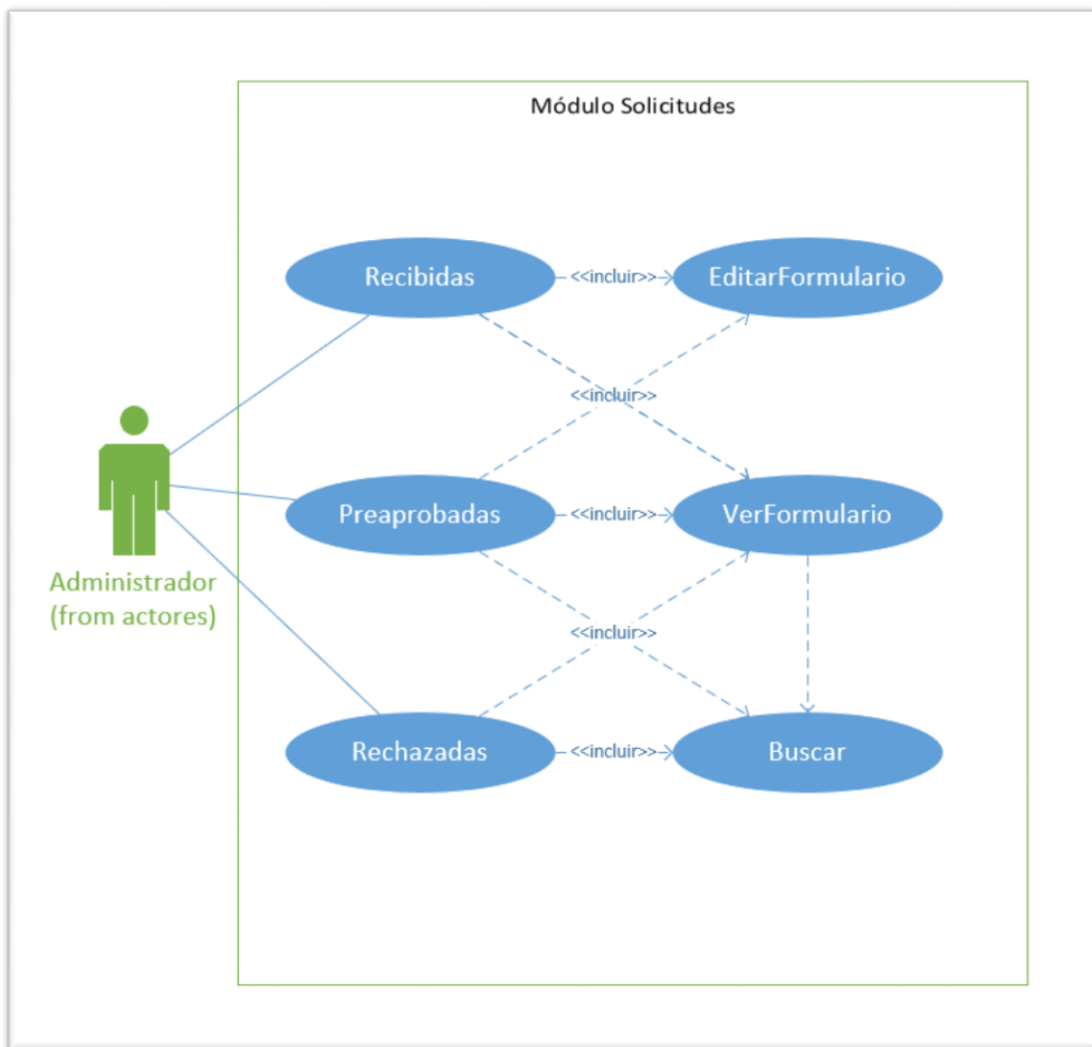 Módulo Solicitudes
Recibidas
<<incluir>>
EditarFormulario
<<incluir>>
Preaprobadas
<<incluir>>
VerFormulario
Administrador
(from actores)
<<incluir>>
Rechazadas
<<incluir>>
Buscar